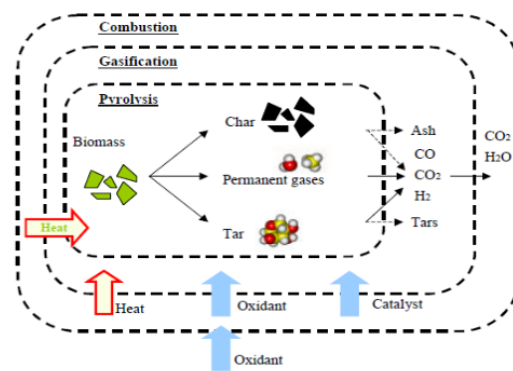 Combustion
Gasification
Pyrolysis
Biomass
Char
Permanent gases
Tar
Ash
CO
CO₂
H₂
Tars
CO₂
H₂O
Heat
Heat
Oxidant
Catalyst
Oxidant